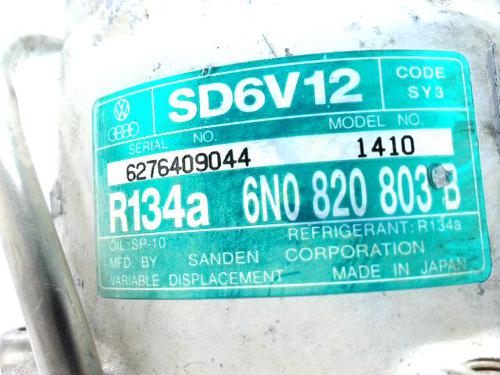 SD6V12
CODE
SY3
SERIAL NO.
MODEL NO.
6276409044
1410
R134a
6N0 820 803 B
OIL: SP-10
REFRIGERANT: R134a
MFD. BY SANDEN CORPORATION
VARIABLE DISPLACEMENT
MADE IN JAPAN